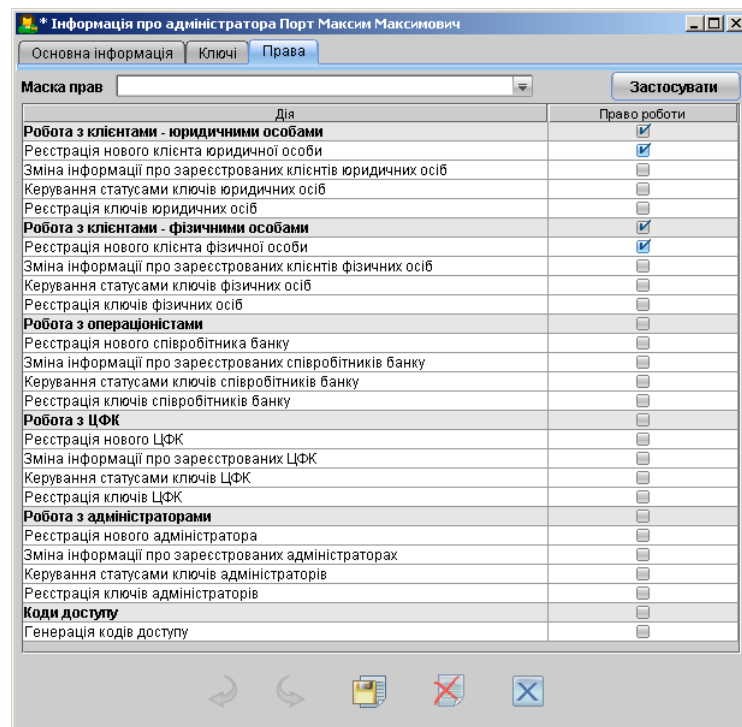 * Інформація про адміністратора Порт Максим Максимович
Основна інформація Ключі Права
Маска прав Застосувати
Дія Право роботи
Робота з клієнтами - юридичними особами
Реєстрація нового клієнта юридичної особи
Зміна інформації про зареєстрованих клієнтів юридичних осіб
Керування статусами ключів юридичних осіб
Реєстрація ключів юридичних осіб
Робота з клієнтами - фізичними особами
Реєстрація нового клієнта фізичної особи
Зміна інформації про зареєстрованих клієнтів фізичних осіб
Керування статусами ключів фізичних осіб
Реєстрація ключів фізичних осіб
Робота з операціоністами
Реєстрація нового співробітника банку
Зміна інформації про зареєстрованих співробітників банку
Керування статусами ключів співробітників банку
Реєстрація ключів співробітників банку
Робота з ЦФК
Реєстрація нового ЦФК
Зміна інформації про зареєстрованих ЦФК
Керування статусами ключів ЦФК
Реєстрація ключів ЦФК
Робота з адміністраторами
Реєстрація нового адміністратора
Зміна інформації про зареєстрованих адміністраторах
Керування статусами ключів адміністраторів
Реєстрація ключів адміністраторів
Коди доступу
Генерація кодів доступу